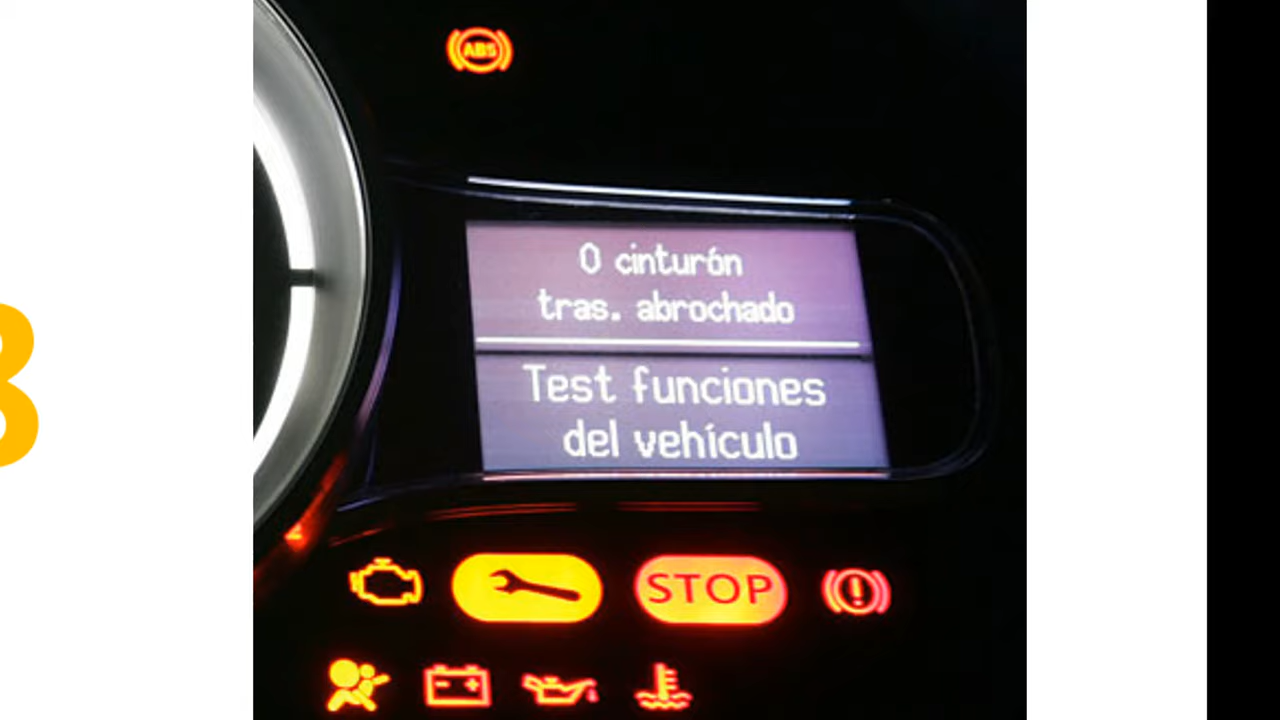 ABS
0 cinturón
tras. abrochado
Test funciones
del vehículo
STOP